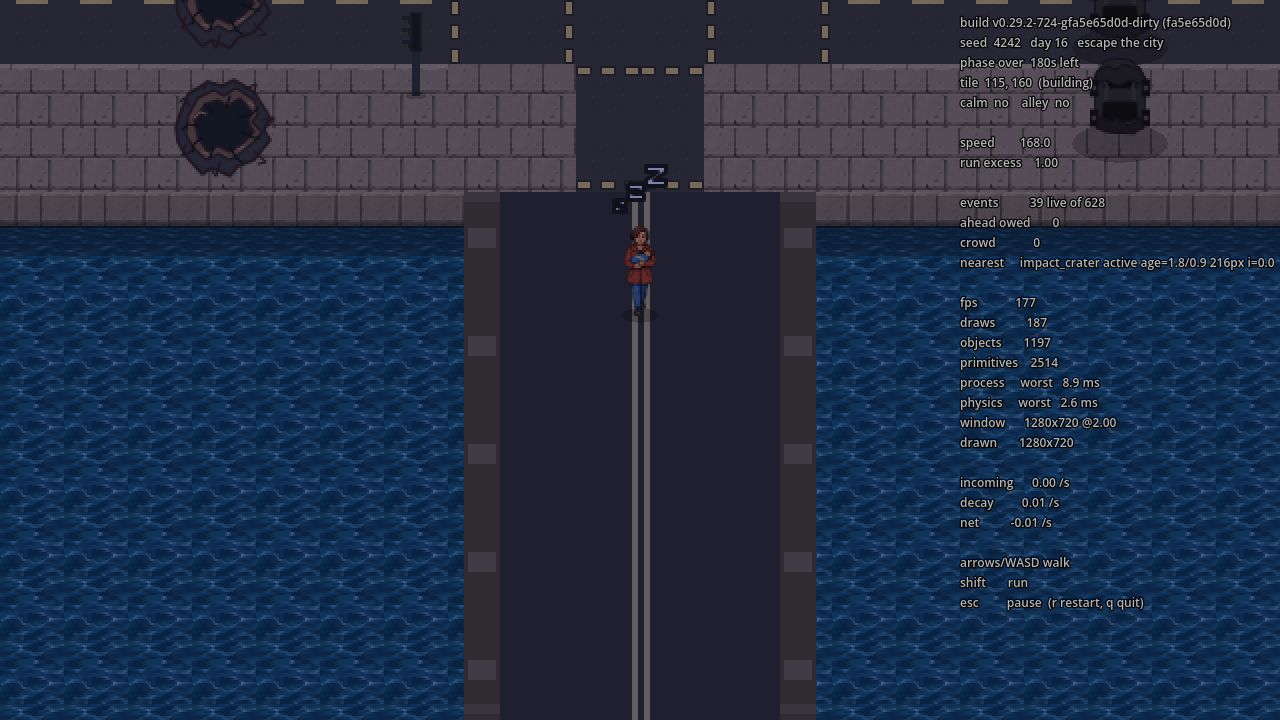 build v0.29.2-724-gfa5e65d0d-dirty (fa5e65d0d)
seed 4242 day 16 escape the city
phase over 180s left
tile 115, 160 (building)
calm no alley no
speed 168.0
run excess 1.00
events 39 live of 628
ahead owed 0
crowd 0
nearest impact_crater active age=1.8/0.9 216px i=0.0
fps 177
draws 187
objects 1197
primitives 2514
process worst 8.9 ms
physics worst 2.6 ms
window 1280x720 @2.00
drawn 1280x720
incoming 0.00 /s
decay 0.01 /s
net -0.01 /s
arrows/WASD walk
shift run
esc pause (r restart, q quit)
Z
Z